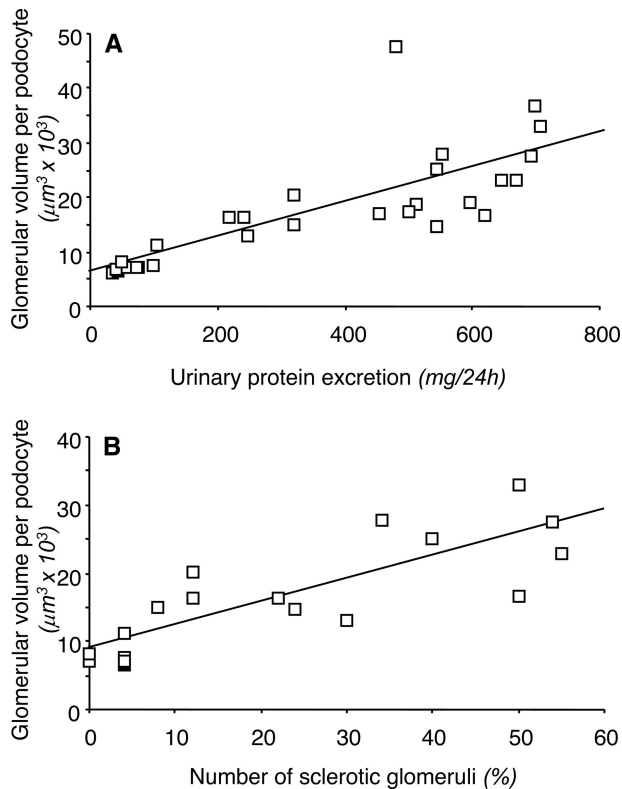 A
Glomerular volume per podocyte
(μm³ x 10³)
50
40
30
20
10
0
0 200 400 600 800
Urinary protein excretion (mg/24h)
B
Glomerular volume per podocyte
(μm³ x 10³)
40
30
20
10
0
0 10 20 30 40 50 60
Number of sclerotic glomeruli (%)